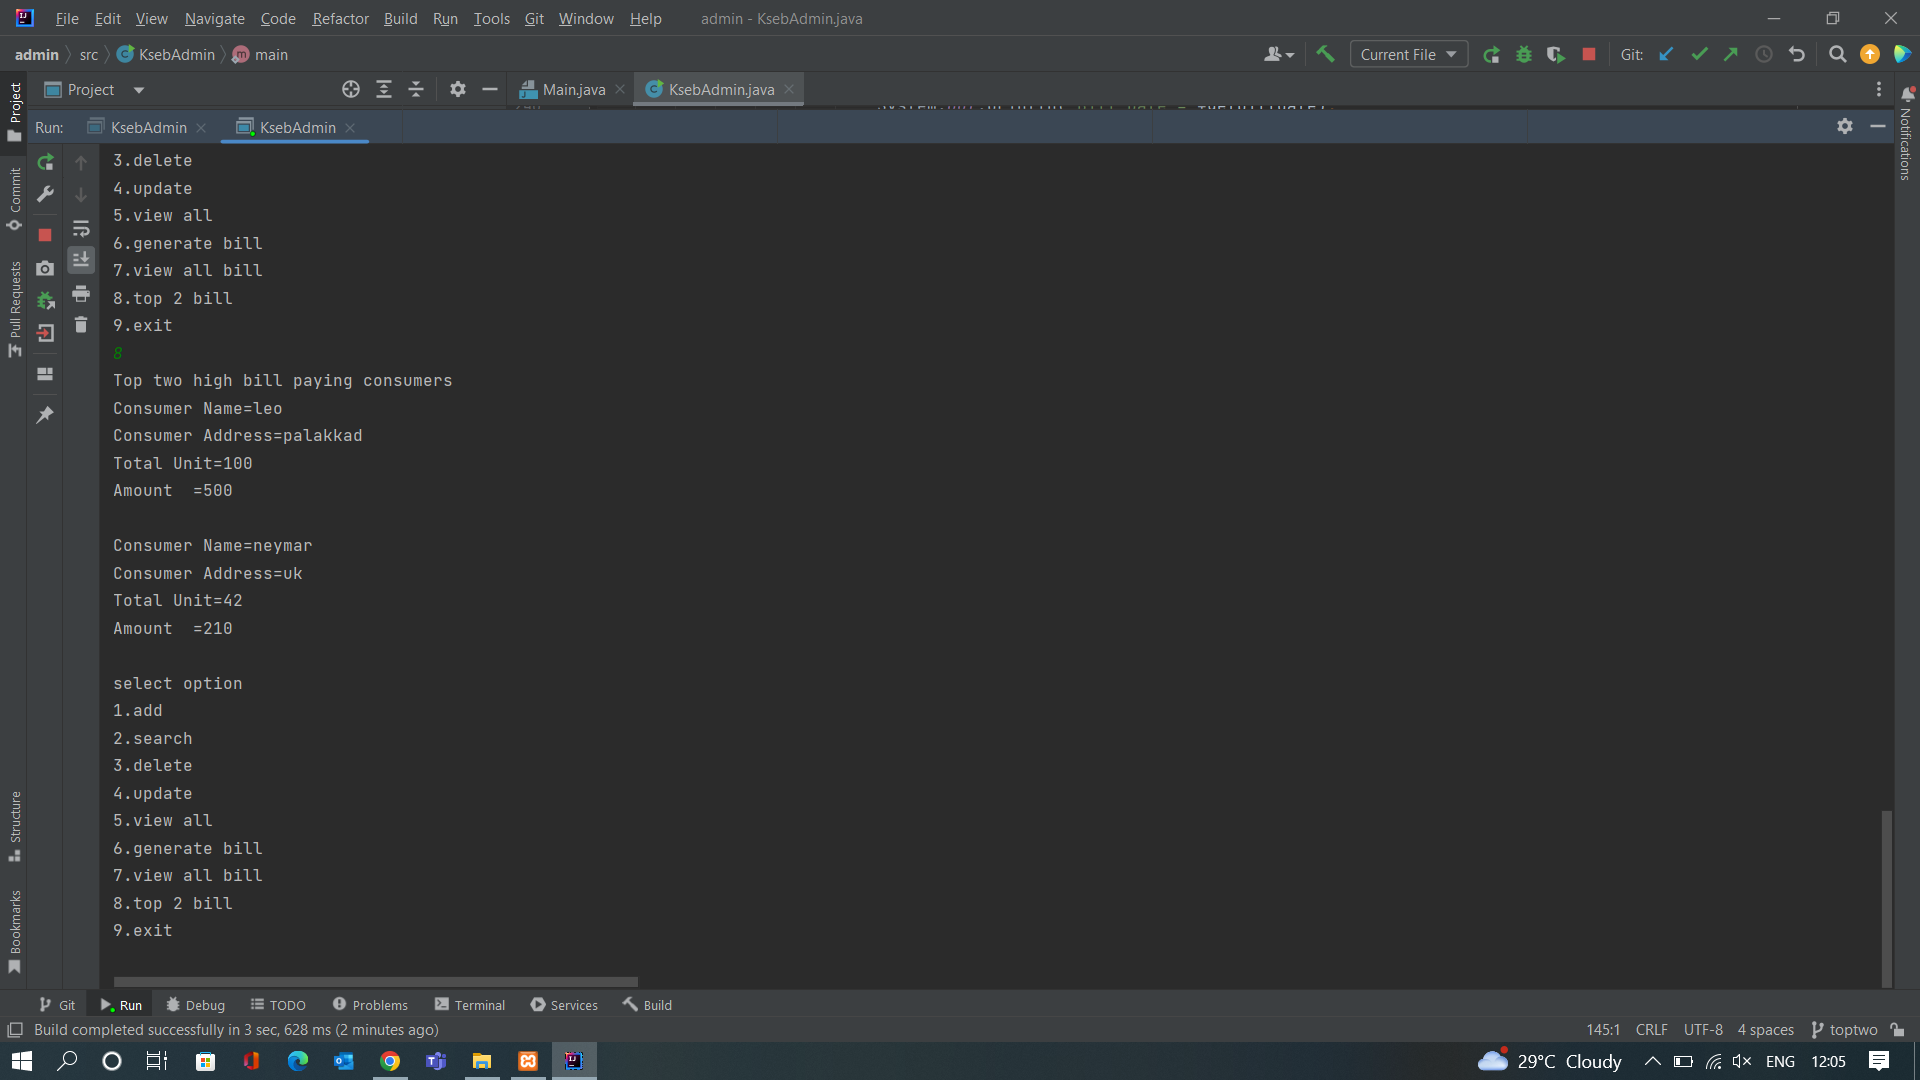 File Edit View Navigate Code Refactor Build Run Tools Git Window Help admin - KsebAdmin.java
admin src KsebAdmin main Current File Git:
Project Main.java KsebAdmin.java
Run: KsebAdmin KsebAdmin
3.delete
4.update
5.view all
6.generate bill
7.view all bill
8.top 2 bill
9.exit
8
Top two high bill paying consumers
Consumer Name=leo
Consumer Address=palakkad
Total Unit=100
Amount  =500
Consumer Name=neymar
Consumer Address=uk
Total Unit=42
Amount  =210
select option
1.add
2.search
3.delete
4.update
5.view all
6.generate bill
7.view all bill
8.top 2 bill
9.exit
Project
Commit
Pull Requests
Structure
Bookmarks
Notifications
Git Run Debug TODO Problems Terminal Services Build
Build completed successfully in 3 sec, 628 ms (2 minutes ago) 145:1 CRLF UTF-8 4 spaces toptwo
29°C Cloudy ENG 12:05